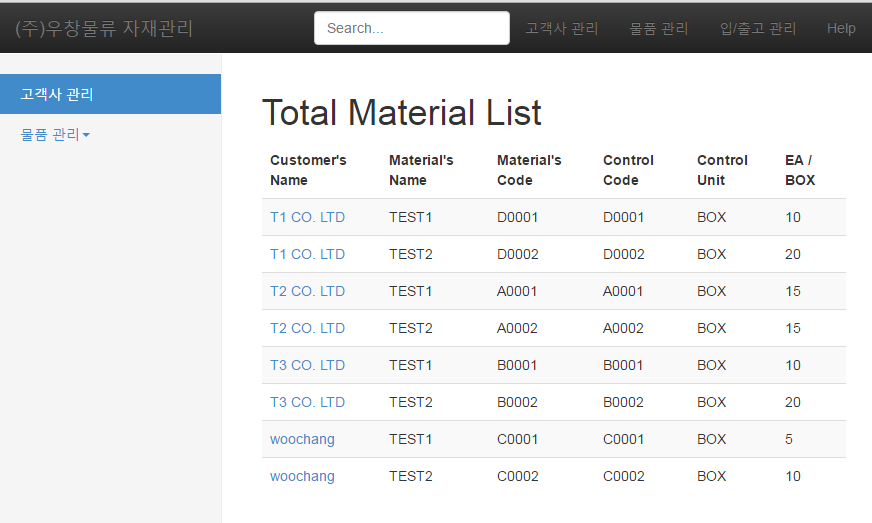 (주)우창물류 자재관리 Search... 고객사 관리 물품 관리 입/출고 관리 Help
고객사 관리
물품 관리
Total Material List
Customer's Name Material's Name Material's Code Control Code Control Unit EA / BOX
T1 CO. LTD TEST1 D0001 D0001 BOX 10
T1 CO. LTD TEST2 D0002 D0002 BOX 20
T2 CO. LTD TEST1 A0001 A0001 BOX 15
T2 CO. LTD TEST2 A0002 A0002 BOX 15
T3 CO. LTD TEST1 B0001 B0001 BOX 10
T3 CO. LTD TEST2 B0002 B0002 BOX 20
woochang TEST1 C0001 C0001 BOX 5
woochang TEST2 C0002 C0002 BOX 10